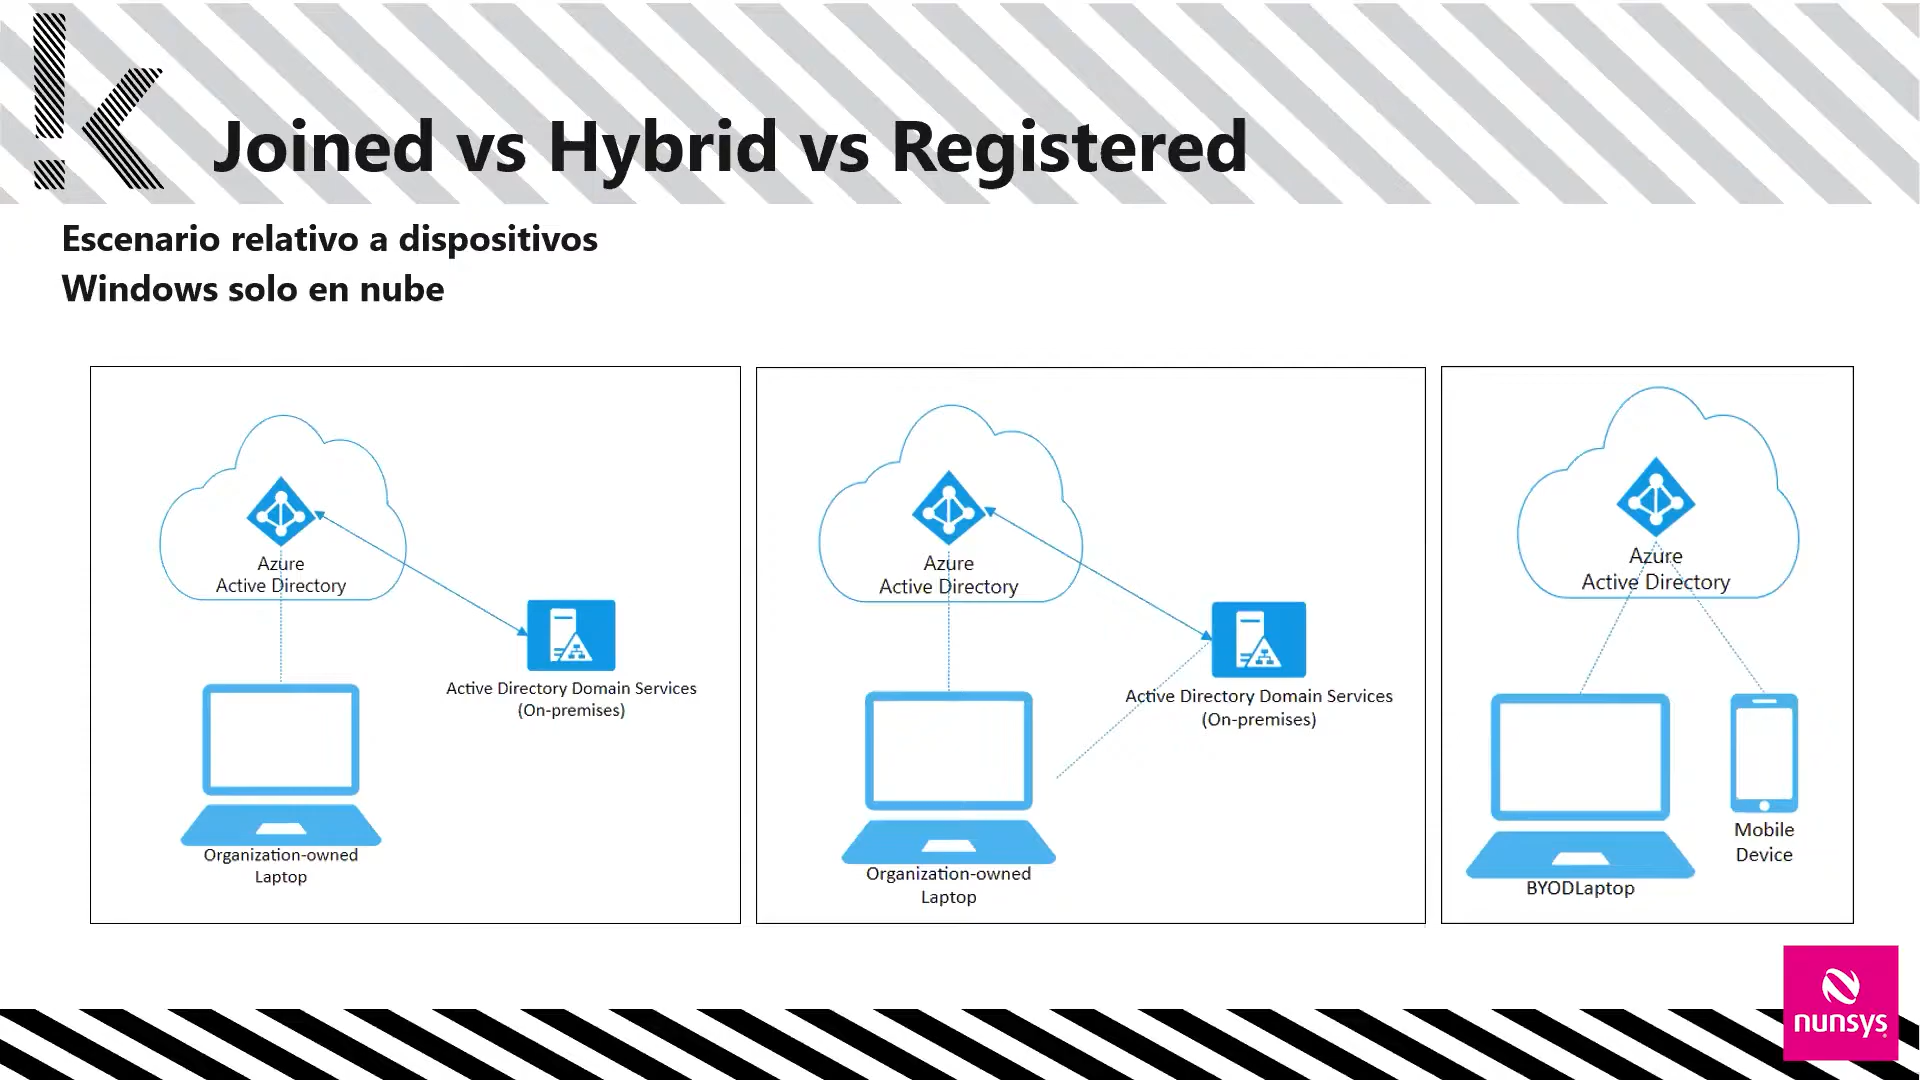 !k
Joined vs Hybrid vs Registered
Escenario relativo a dispositivos
Windows solo en nube
Azure
Active Directory
Active Directory Domain Services
(On-premises)
Organization-owned
Laptop
Azure
Active Directory
Active Directory Domain Services
(On-premises)
Organization-owned
Laptop
Azure
Active Directory
Mobile
Device
BYODLaptop
nunsys